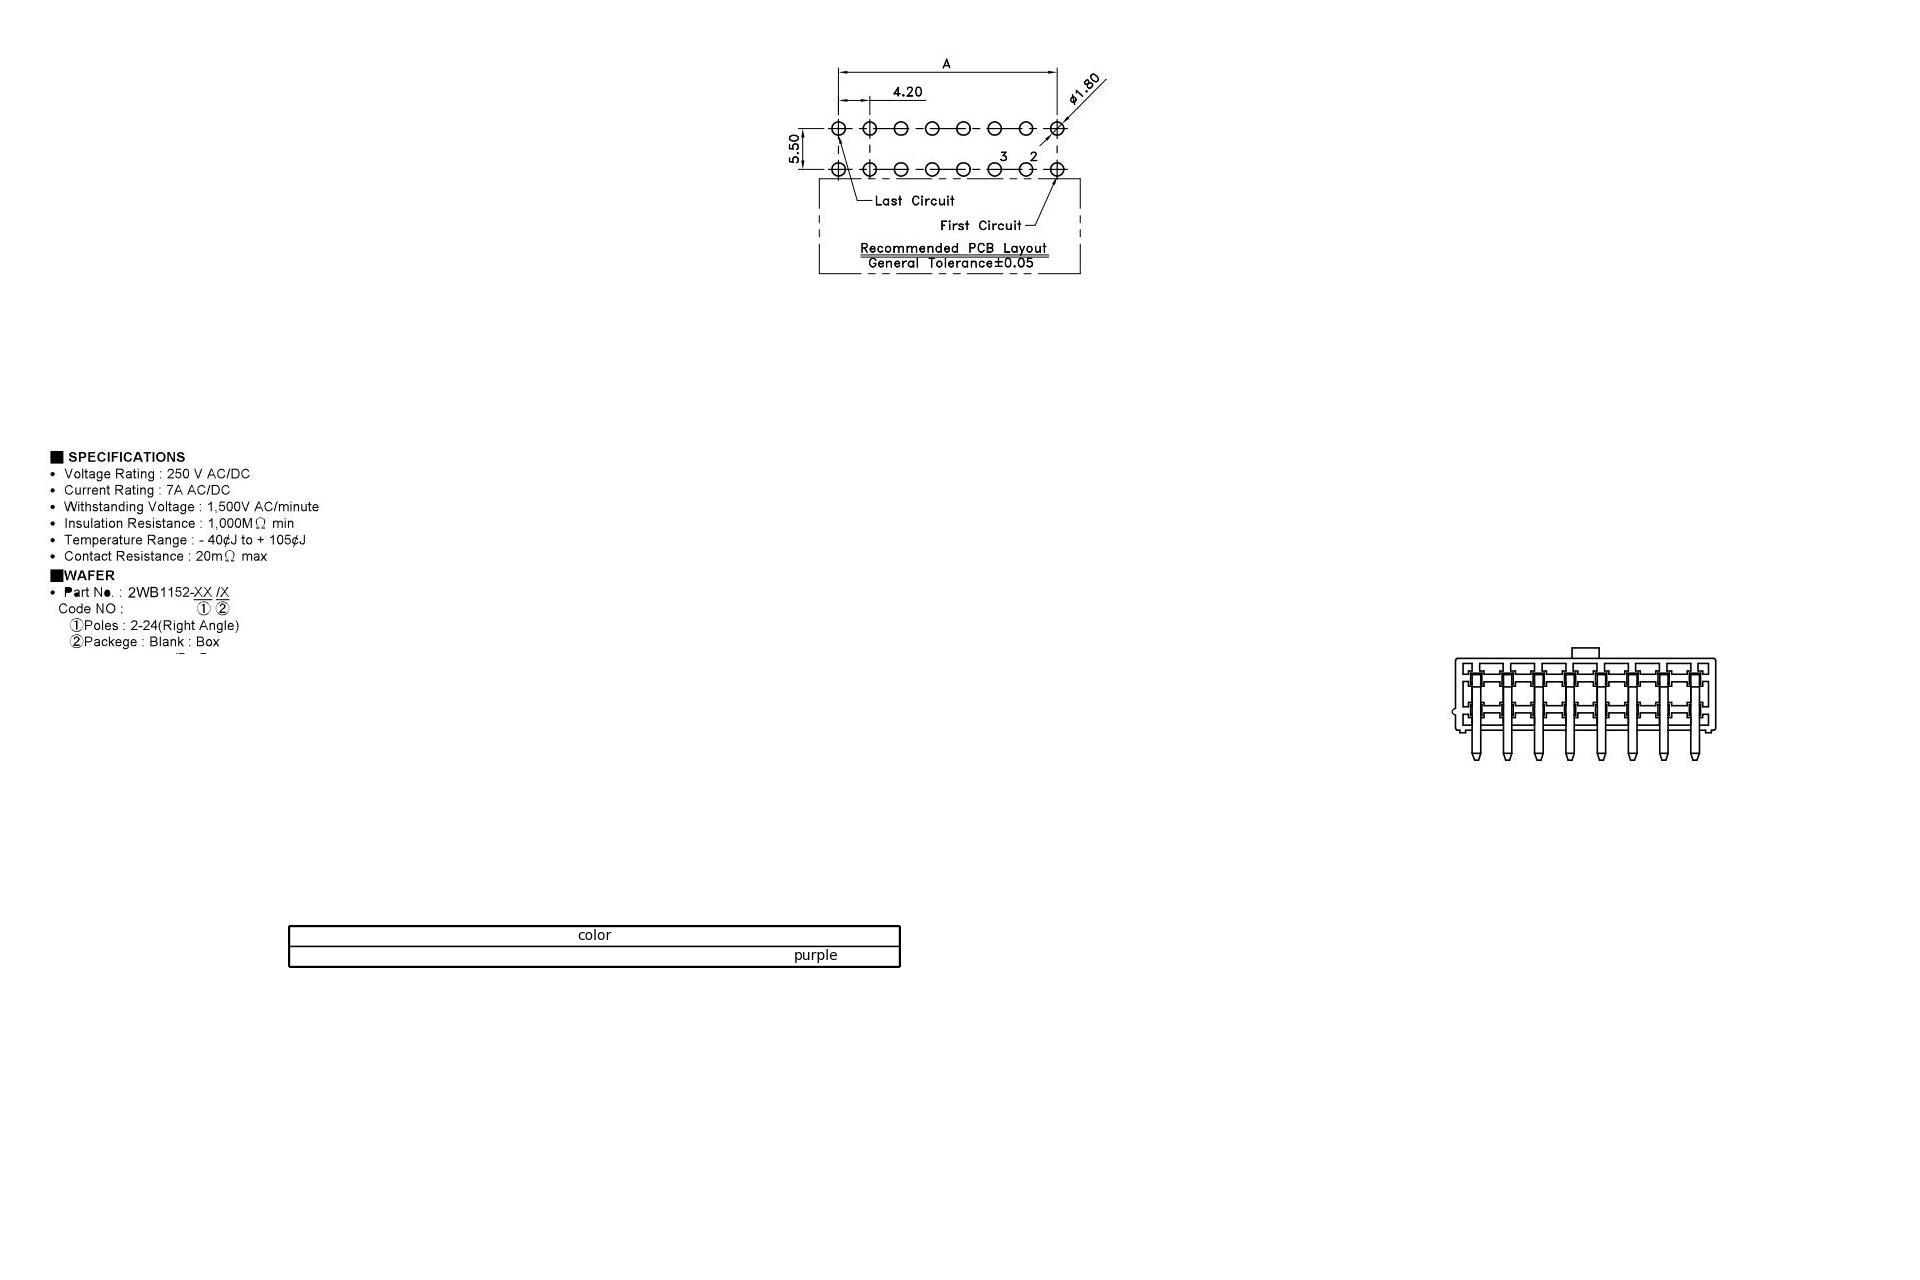 A
4.20
ø1.80
5.50
3 2
Last Circuit
First Circuit
Recommended PCB Layout
General Tolerance±0.05
■ SPECIFICATIONS
• Voltage Rating : 250 V AC/DC
• Current Rating : 7A AC/DC
• Withstanding Voltage : 1,500V AC/minute
• Insulation Resistance : 1,000MΩ min
• Temperature Range : - 40¢J to + 105¢J
• Contact Resistance : 20mΩ max
■WAFER
• Part No. : 2WB1152-XX /X
Code NO : ① ②
①Poles : 2-24(Right Angle)
②Packege : Blank : Box
color
purple